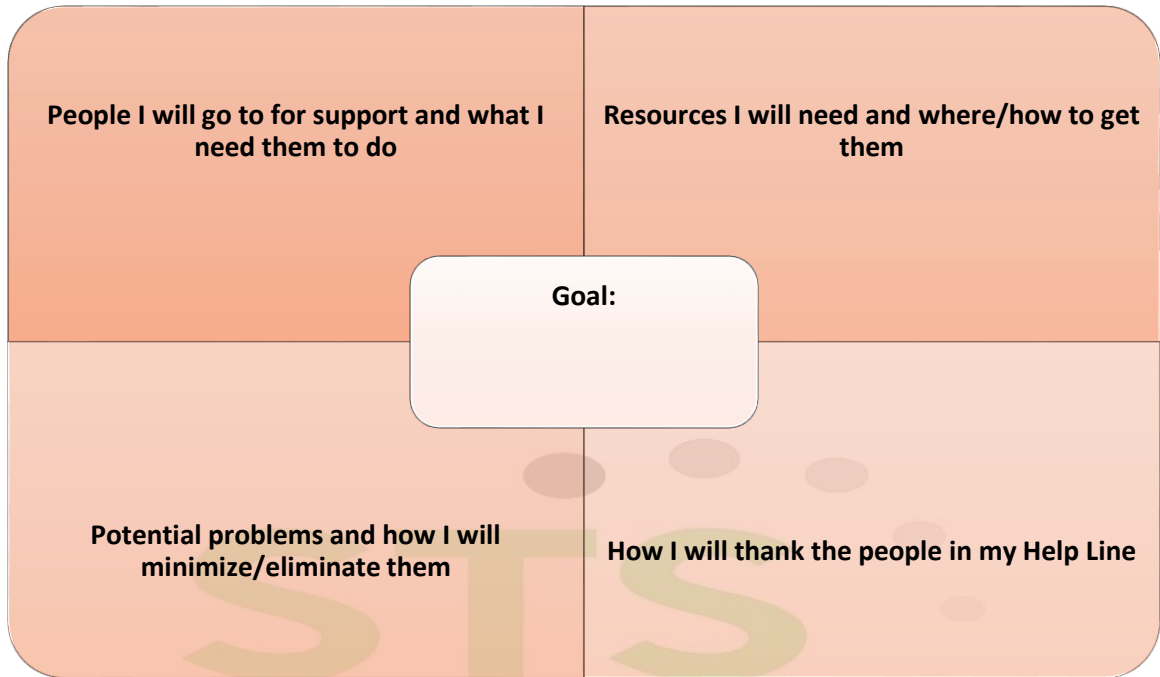 People I will go to for support and what I
need them to do
Resources I will need and where/how to get
them
Goal:
Potential problems and how I will
minimize/eliminate them
How I will thank the people in my Help Line
STS